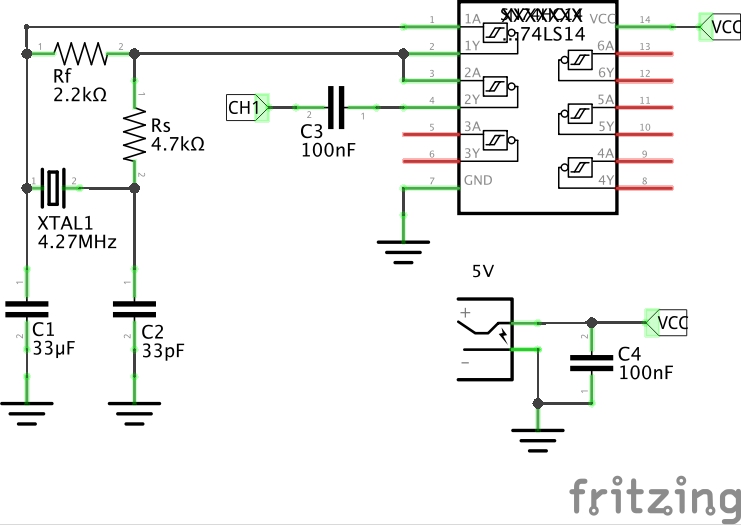 1A
VCC
14
VCC
1
74LS14
1Y
2
6A
13
1
2
Rf
2.2kΩ
2A
3
6Y
12
CH1
2
1
2Y
4
5A
11
C3
100nF
1
Rs
4.7kΩ
2
3A
5
5Y
10
3Y
6
4A
9
GND
7
4Y
8
1
2
XTAL1
4.27MHz
5V
1
2
C1
33µF
1
2
C2
33pF
+
-
VCC
2
C4
100nF
1
fritzing